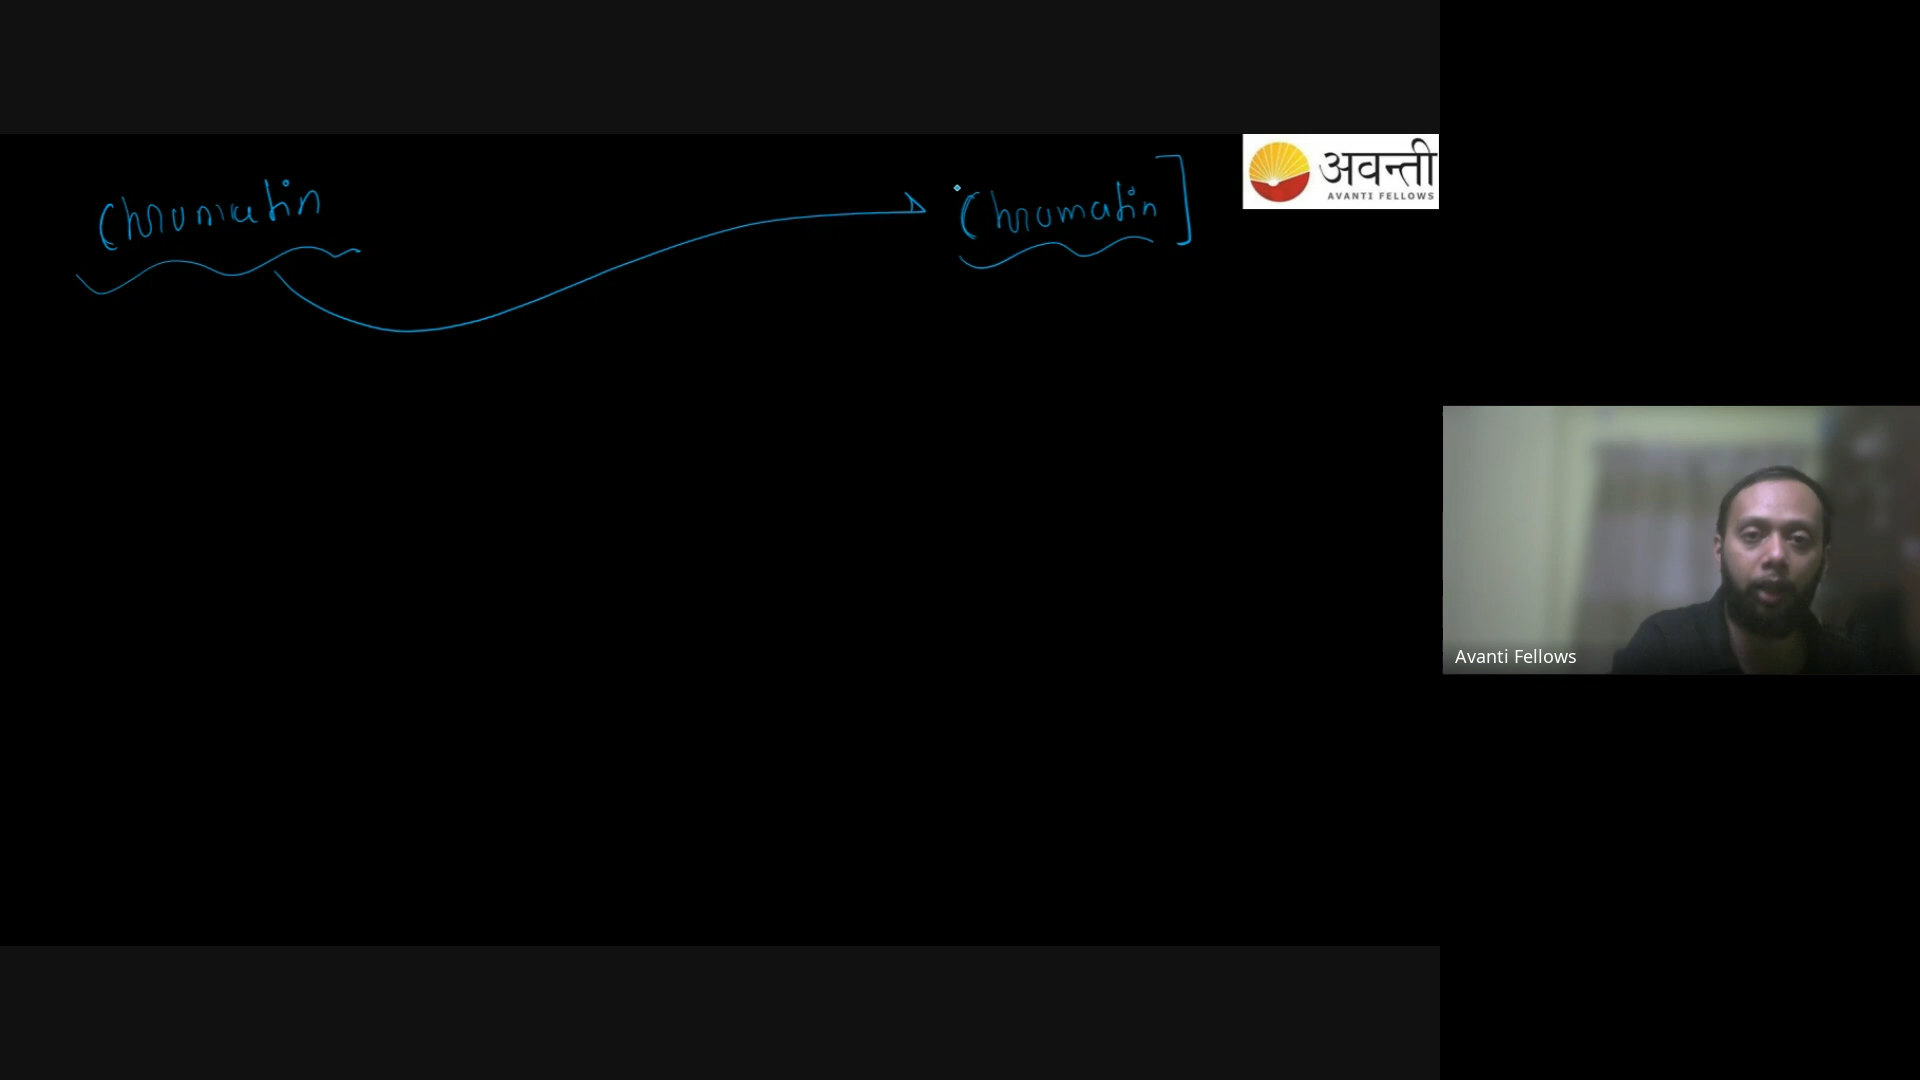 Chromatin
Chromatin]
अवन्ती
AVANTI FELLOWS
Avanti Fellows